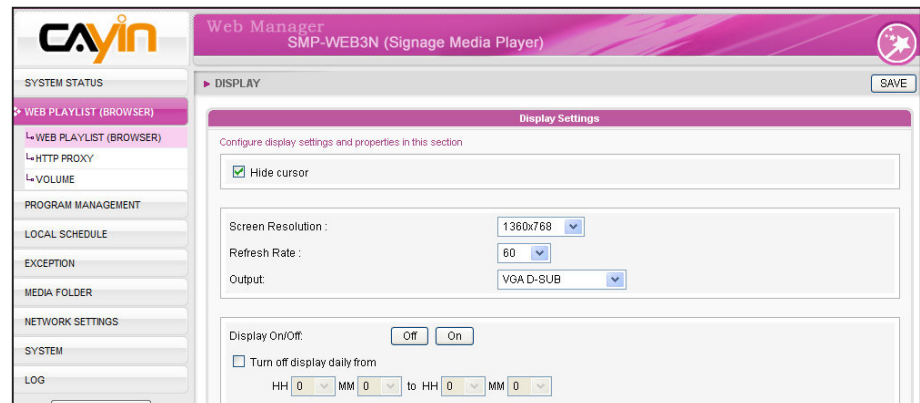 CAYIN
Web Manager
SMP-WEB3N (Signage Media Player)
SYSTEM STATUS
WEB PLAYLIST (BROWSER)
WEB PLAYLIST (BROWSER)
HTTP PROXY
VOLUME
PROGRAM MANAGEMENT
LOCAL SCHEDULE
EXCEPTION
MEDIA FOLDER
NETWORK SETTINGS
SYSTEM
LOG
DISPLAY SAVE
Display Settings
Configure display settings and properties in this section
Hide cursor
Screen Resolution : 1360x768
Refresh Rate : 60
Output: VGA D-SUB
Display On/Off: Off On
Turn off display daily from
HH 0 MM 0 to HH 0 MM 0